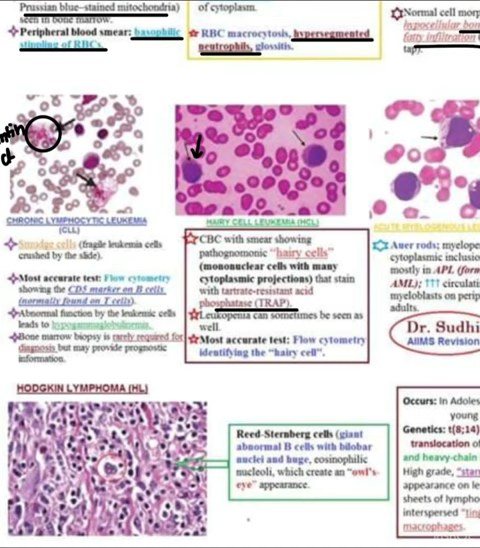 Prussian blue–stained mitochondria)
seen in bone marrow.
Peripheral blood smear: basophilic
stippling of RBCs.
of cytoplasm.
RBC macrocytosis, hypersegmented
neutrophils, glossitis.
Normal cell morp
hypocellular bon
fatty infiltration (
tap).
CHRONIC LYMPHOCYTIC LEUKEMIA
(CLL)
Smudge cells (fragile leukemia cells
crushed by the slide).
Most accurate test: Flow cytometry
showing the CD5 marker on B cells
(normally found on T cells).
Abnormal function by the leukemic cells
leads to hypogammaglobulinemia.
Bone marrow biopsy is rarely required for
diagnosis but may provide prognostic
information.
HAIRY CELL LEUKEMIA (HCL)
CBC with smear showing
pathognomonic "hairy cells"
(mononuclear cells with many
cytoplasmic projections) that stain
with tartrate-resistant acid
phosphatase (TRAP).
Leukopenia can sometimes be seen as
well.
Most accurate test: Flow cytometry
identifying the "hairy cell".
ACUTE MYELOGENOUS LE
Auer rods; myelope
cytoplasmic inclusio
mostly in APL (form
AML); ↑↑↑ circulati
myeloblasts on perip
adults.
Dr. Sudhi
AIIMS Revision
HODGKIN LYMPHOMA (HL)
Reed-Sternberg cells (giant
abnormal B cells with bilobar
nuclei and huge, eosinophilic
nucleoli, which create an "owl's-
eye" appearance.
Occurs: In Adoles
young
Genetics: t(8;14)
translocation of
and heavy-chain
High grade, "starr
appearance on le
sheets of lympho
interspersed "ting
macrophages.